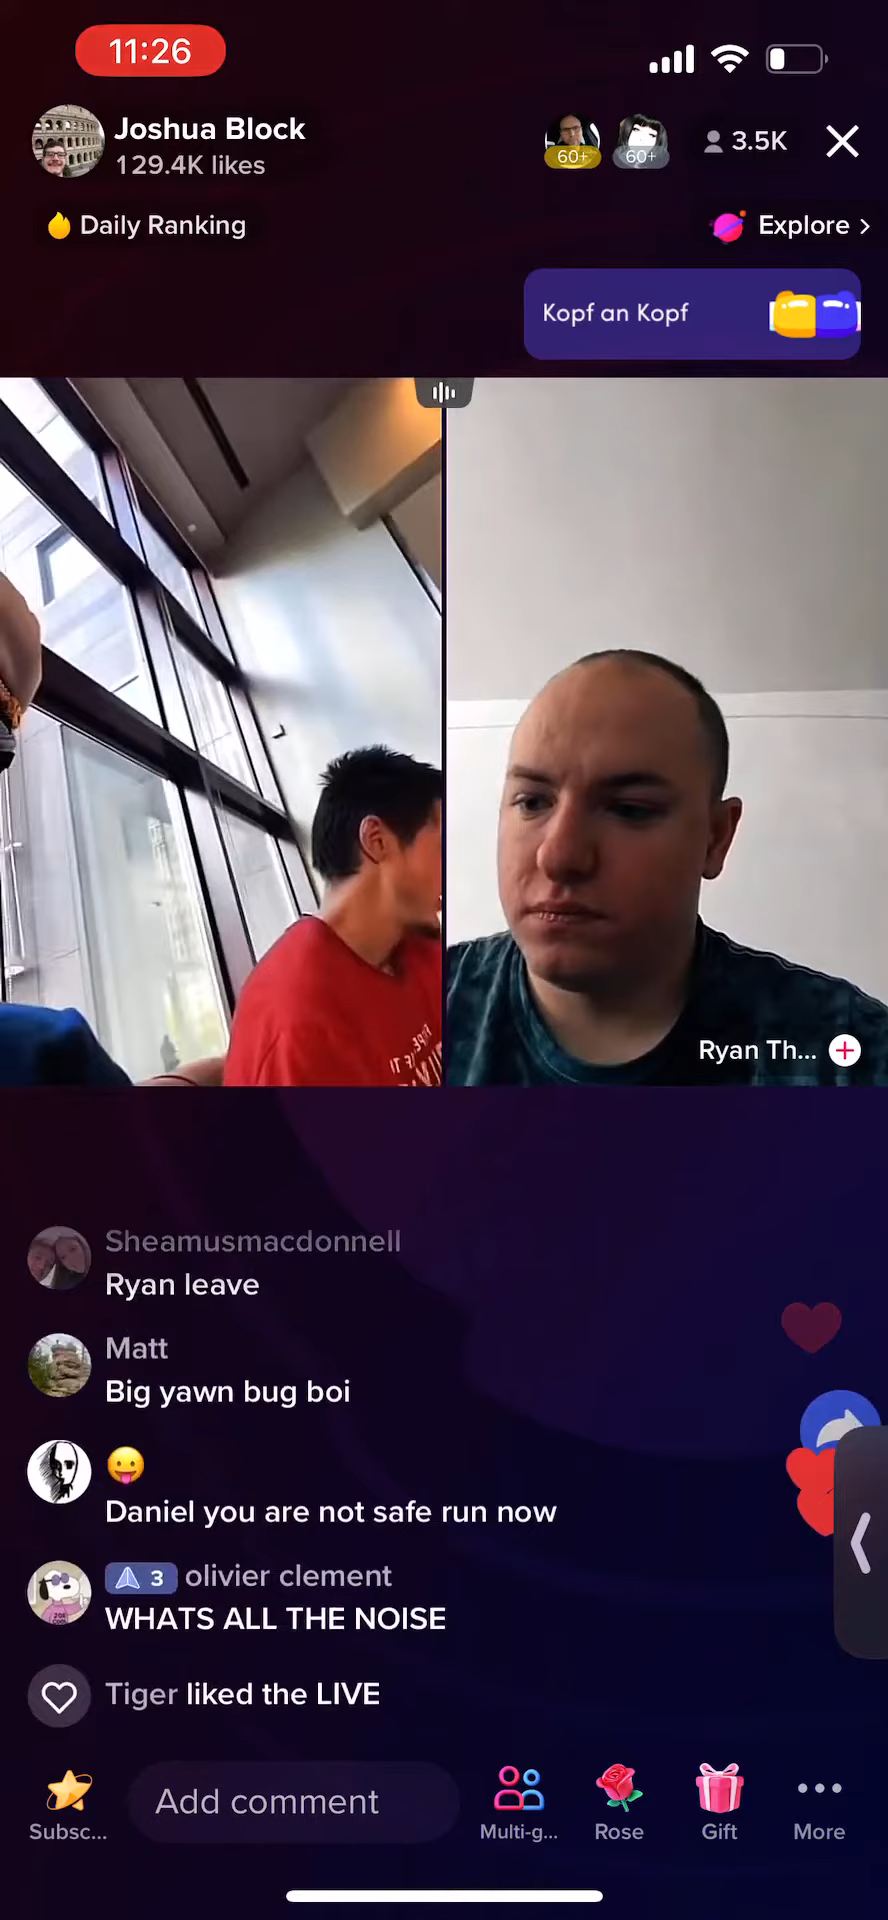 11:26
Joshua Block
129.4K likes
60+
60+
3.5K
Daily Ranking
Explore >
Kopf an Kopf
Ryan Th...
Sheamusmacdonnell
Ryan leave
Matt
Big yawn bug boi
😛
Daniel you are not safe run now
3 olivier clement
WHATS ALL THE NOISE
Tiger liked the LIVE
Subsc...
Add comment
Multi-g...
Rose
Gift
More